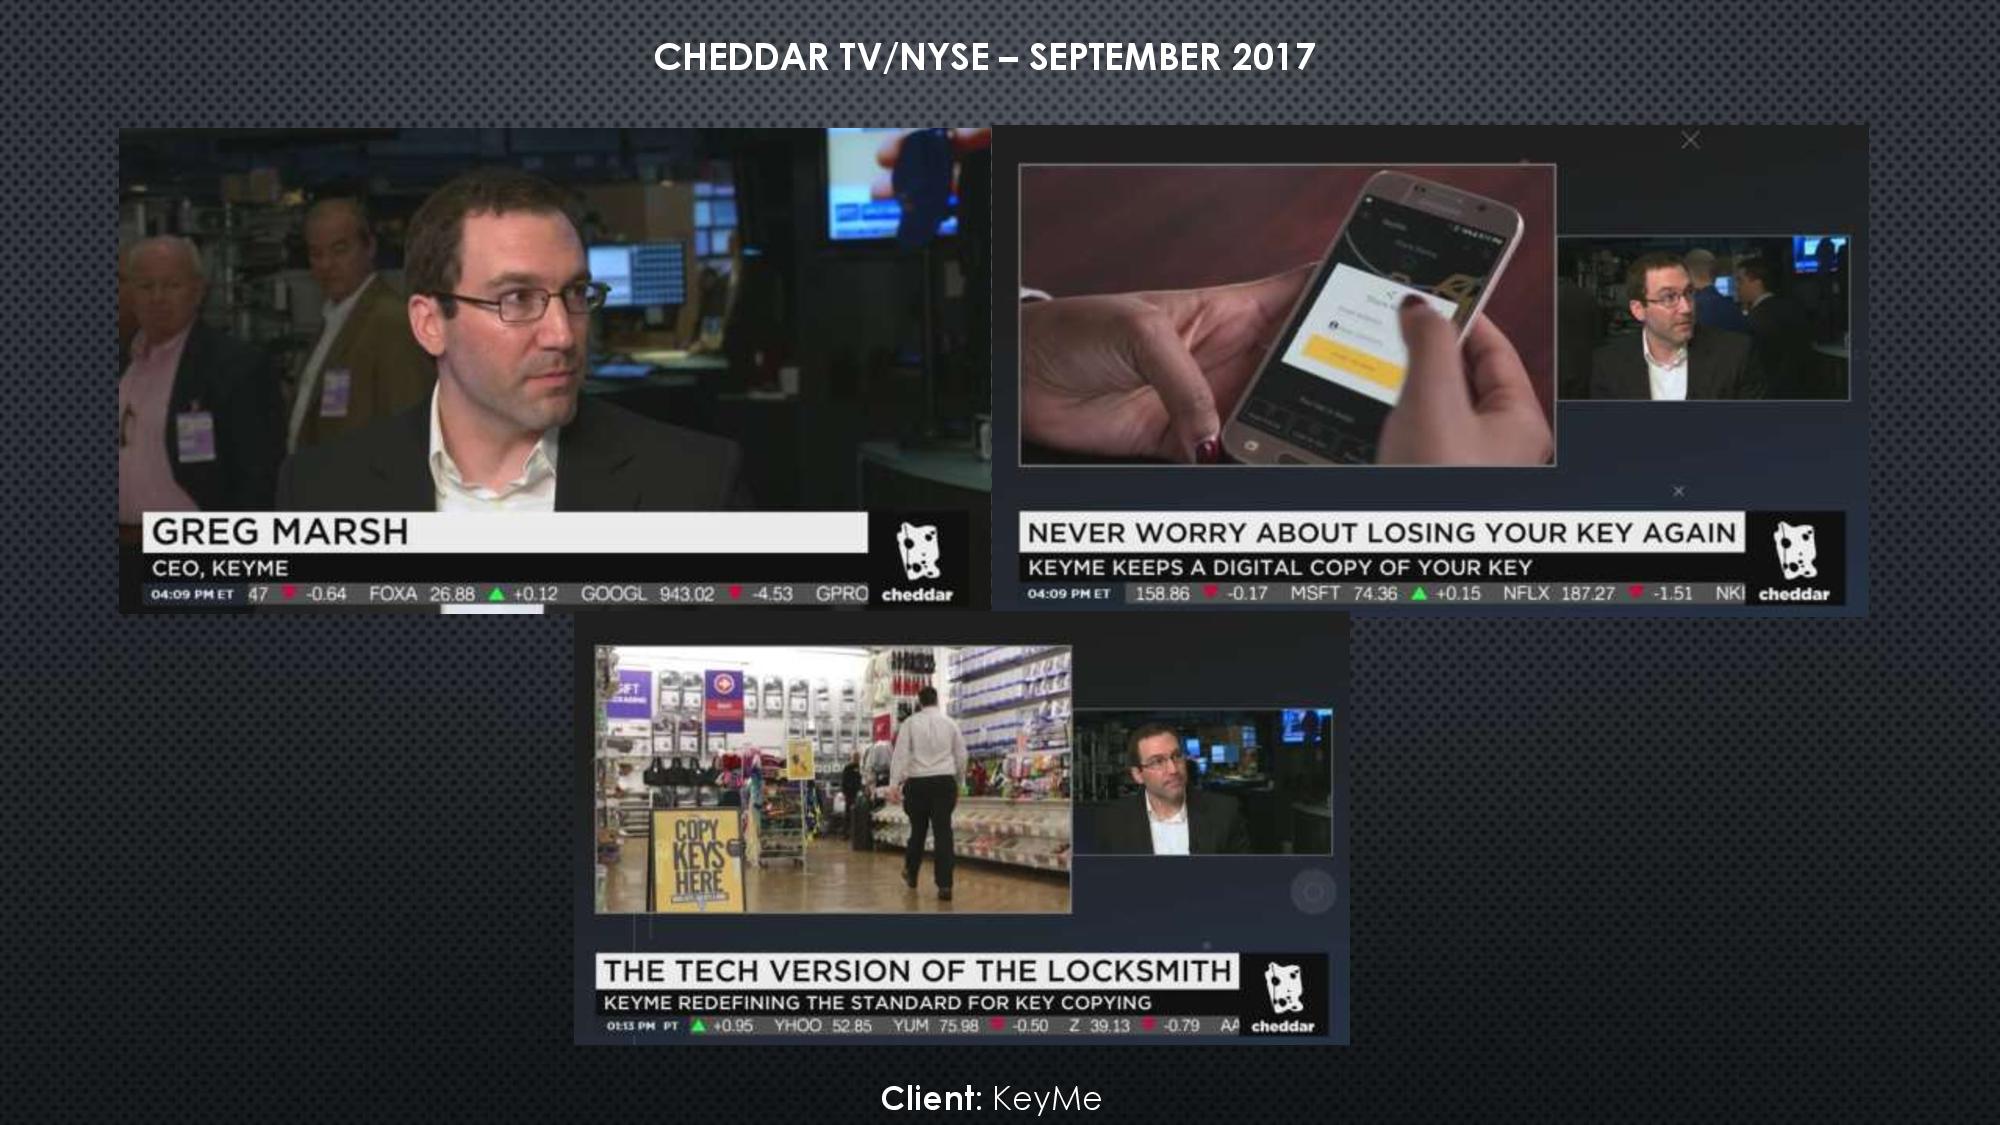 CHEDDAR TV/NYSE – SEPTEMBER 2017
GREG MARSH
CEO, KEYME
04:09 PM ET 47 ▼ -0.64 FOXA 26.88 ▲ +0.12 GOOGL 943.02 ▼ -4.53 GPRO
cheddar
NEVER WORRY ABOUT LOSING YOUR KEY AGAIN
KEYME KEEPS A DIGITAL COPY OF YOUR KEY
04:09 PM ET 158.86 ▼ -0.17 MSFT 74.36 ▲ +0.15 NFLX 187.27 ▼ -1.51 NKI
cheddar
COPY
KEYS
HERE
THE TECH VERSION OF THE LOCKSMITH
KEYME REDEFINING THE STANDARD FOR KEY COPYING
01:13 PM PT ▲ +0.95 YHOO 52.85 YUM 75.98 ▼ -0.50 Z 39.13 ▼ -0.79 AA
cheddar
Client: KeyMe